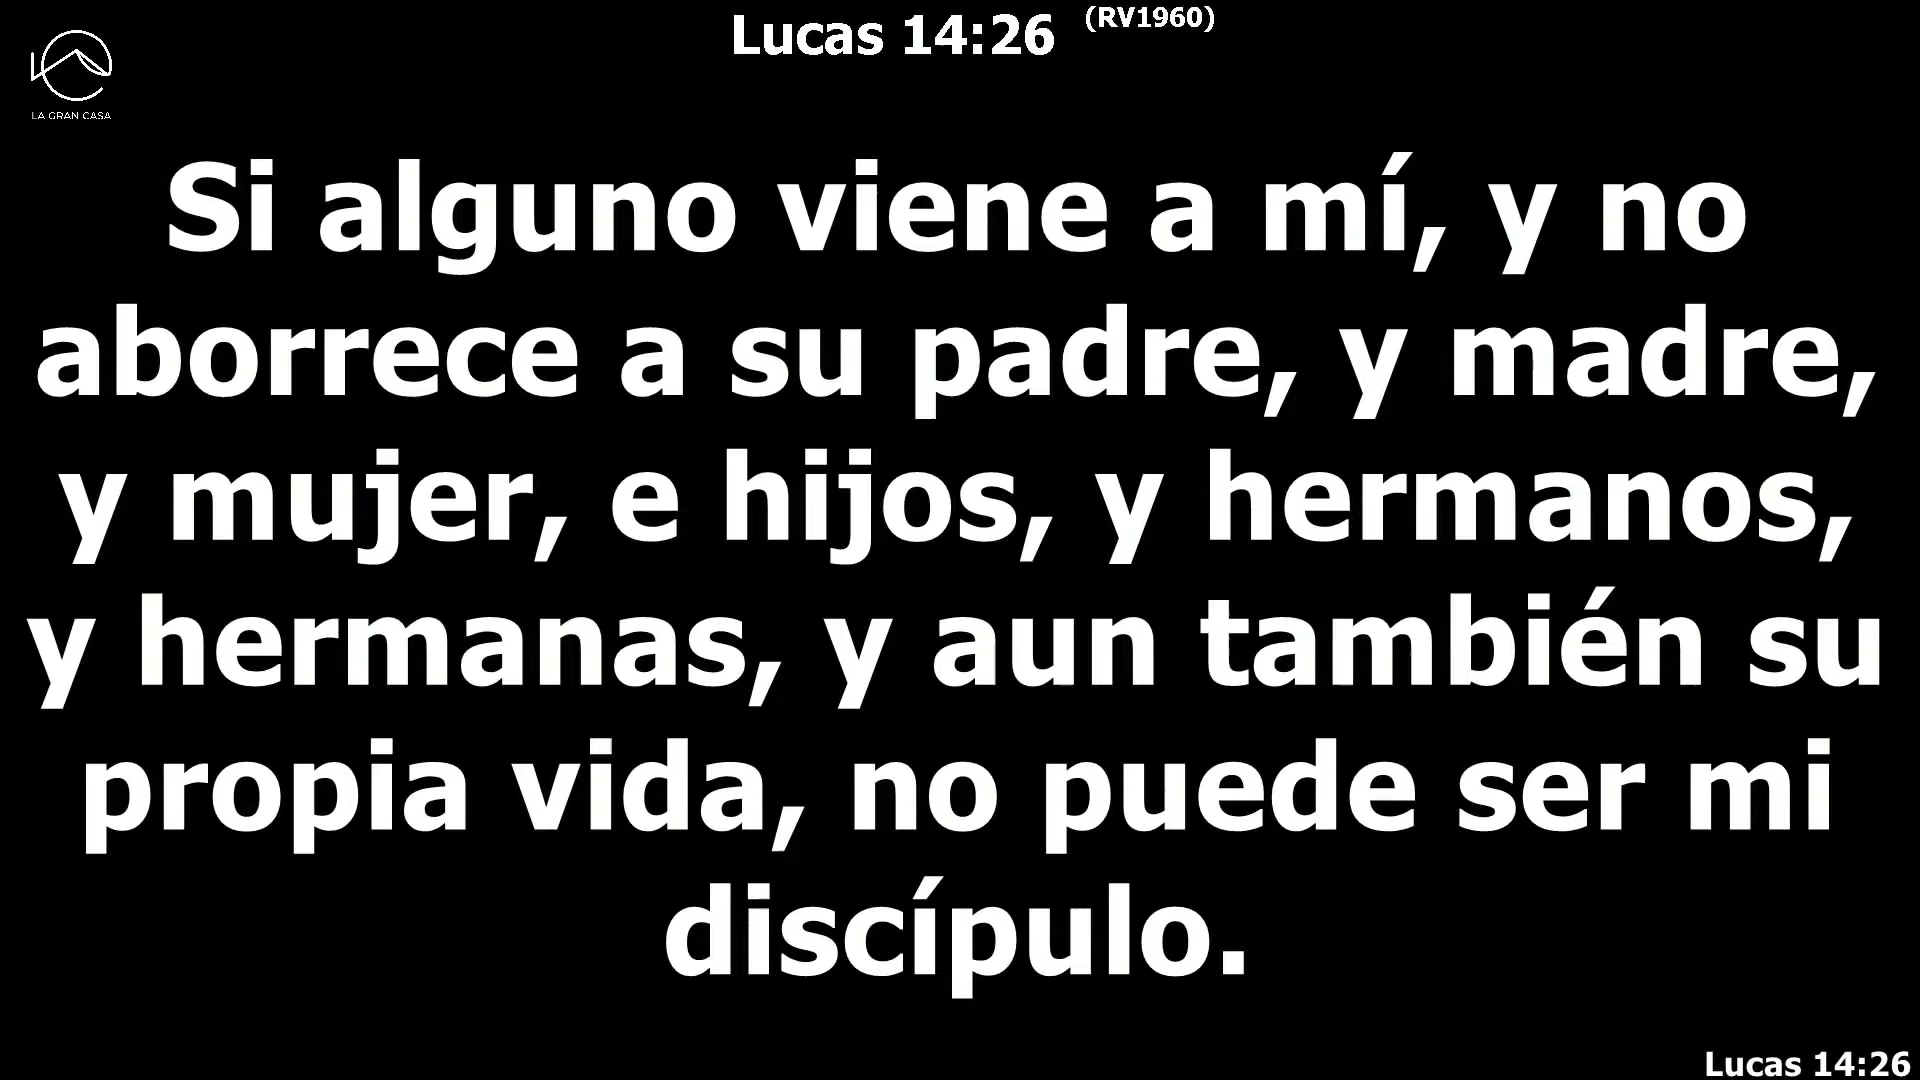 Lucas 14:26 (RV1960)
LA GRAN CASA
Si alguno viene a mí, y no
aborrece a su padre, y madre,
y mujer, e hijos, y hermanos,
y hermanas, y aun también su
propia vida, no puede ser mi
discípulo.
Lucas 14:26